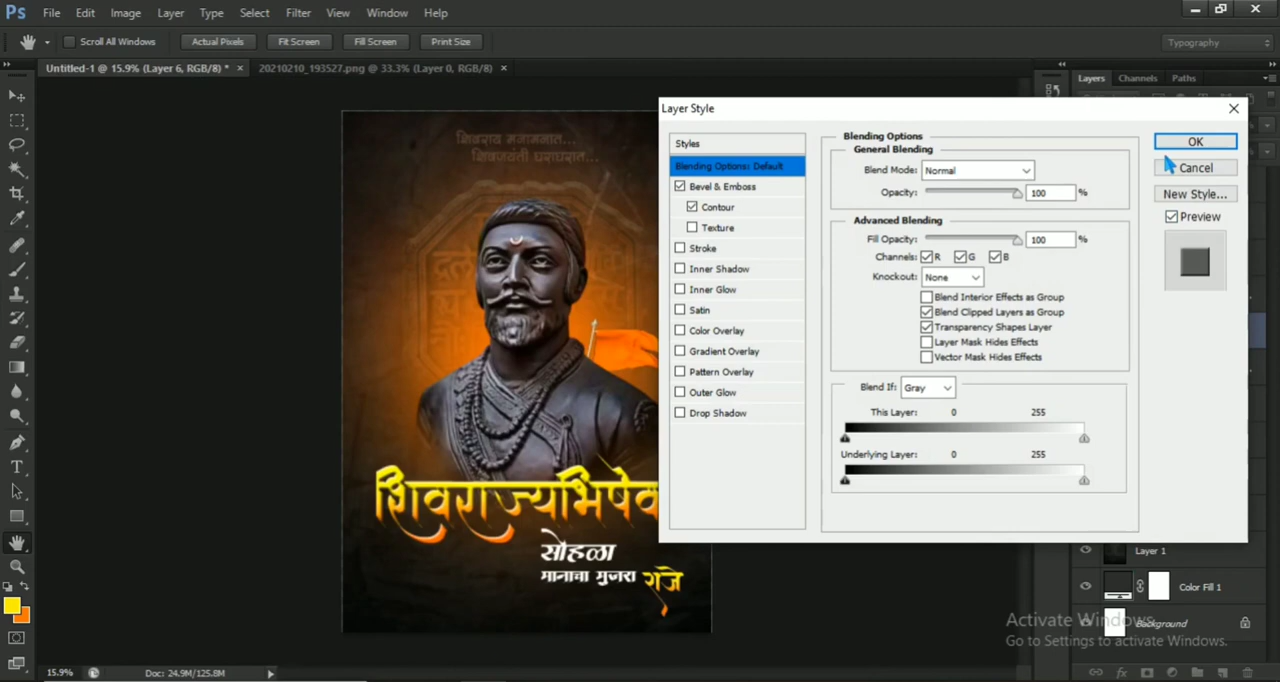 Ps File Edit Image Layer Type Select Filter View Window Help
Scroll All Windows Actual Pixels Fit Screen Fill Screen Print Size Typography
Untitled-1 @ 15.9% (Layer 6, RGB/8) * × 20210210_193527.png @ 33.3% (Layer 0, RGB/8) ×
Layers Channels Paths
शिवराय मनामनात...
शिवजयंती घराघरात...
शिवराज्यभिषे
सोहळा
मानाचा मुजरा राजे
Layer Style
Styles
Blending Options: Default
Bevel & Emboss
Contour
Texture
Stroke
Inner Shadow
Inner Glow
Satin
Color Overlay
Gradient Overlay
Pattern Overlay
Outer Glow
Drop Shadow
Blending Options
General Blending
Blend Mode: Normal
Opacity: 100 %
Advanced Blending
Fill Opacity: 100 %
Channels: R G B
Knockout: None
Blend Interior Effects as Group
Blend Clipped Layers as Group
Transparency Shapes Layer
Layer Mask Hides Effects
Vector Mask Hides Effects
Blend If: Gray
This Layer: 0 255
Underlying Layer: 0 255
OK
Cancel
New Style...
Preview
Layer 1
Color Fill 1
Background
Activate Windows
Go to Settings to activate Windows.
15.9% Doc: 24.9M/125.8M